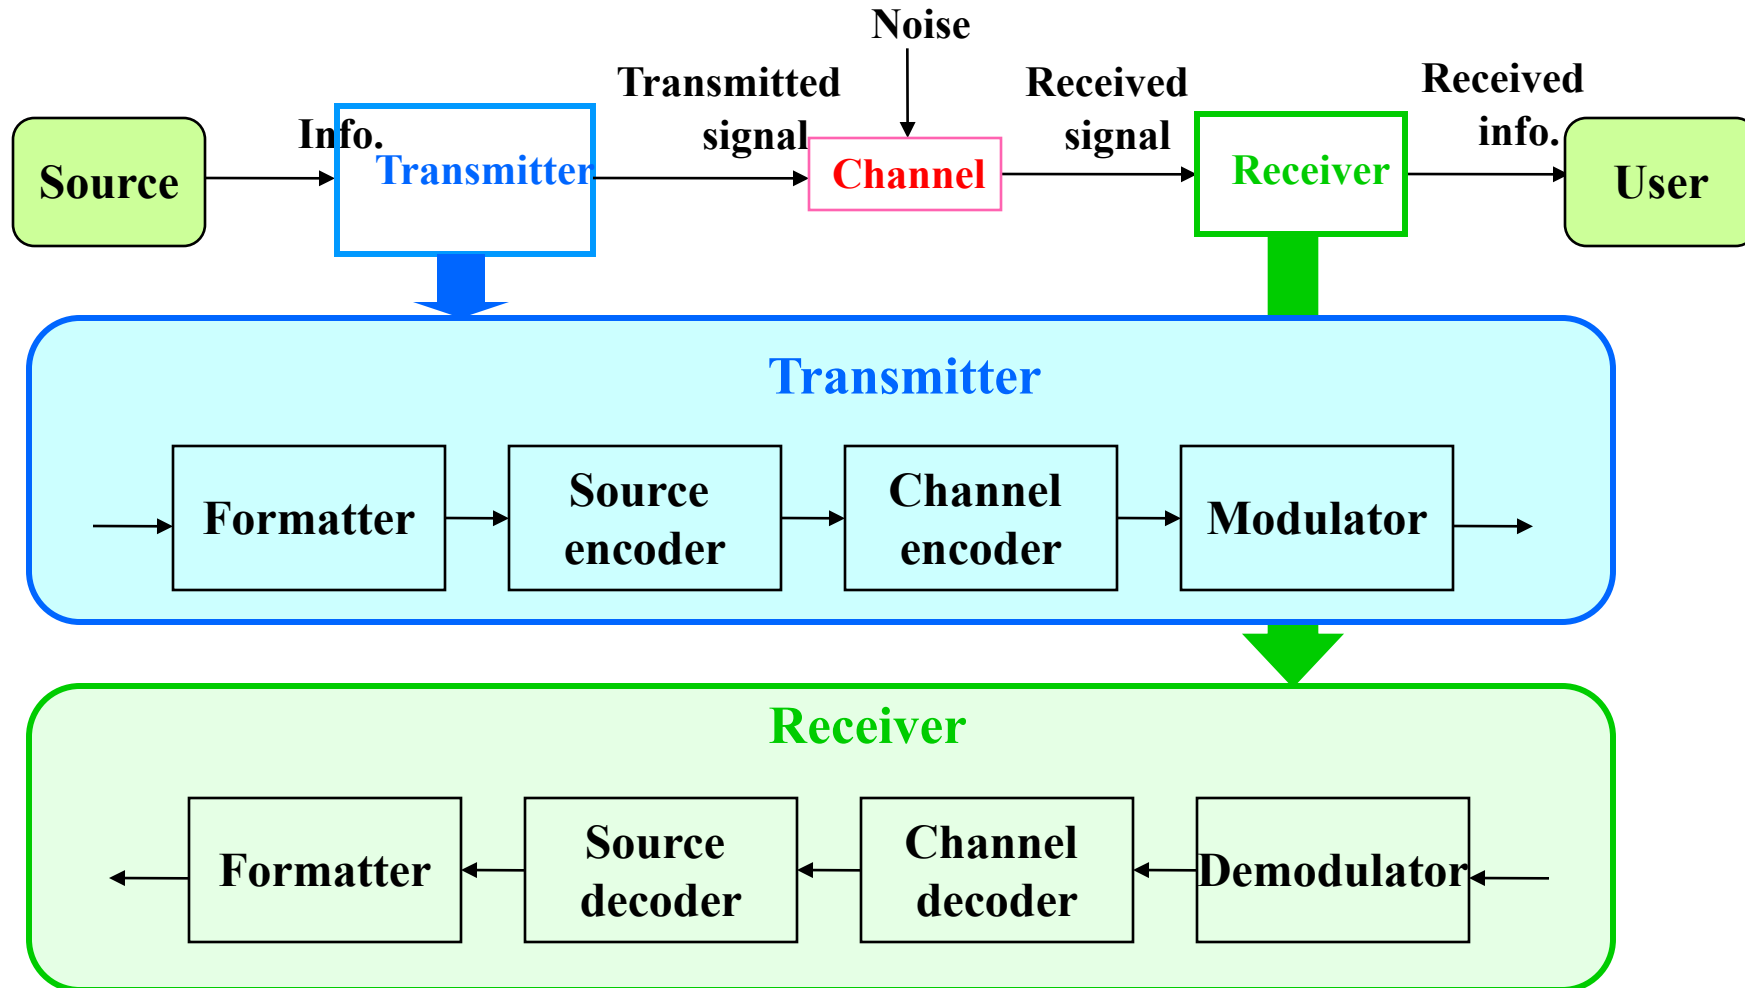 Noise
Transmitted
signal
Received
signal
Received
info.
Info.
Source
Transmitter
Channel
Receiver
User
Transmitter
Formatter
Source
encoder
Channel
encoder
Modulator
Receiver
Formatter
Source
decoder
Channel
decoder
Demodulator